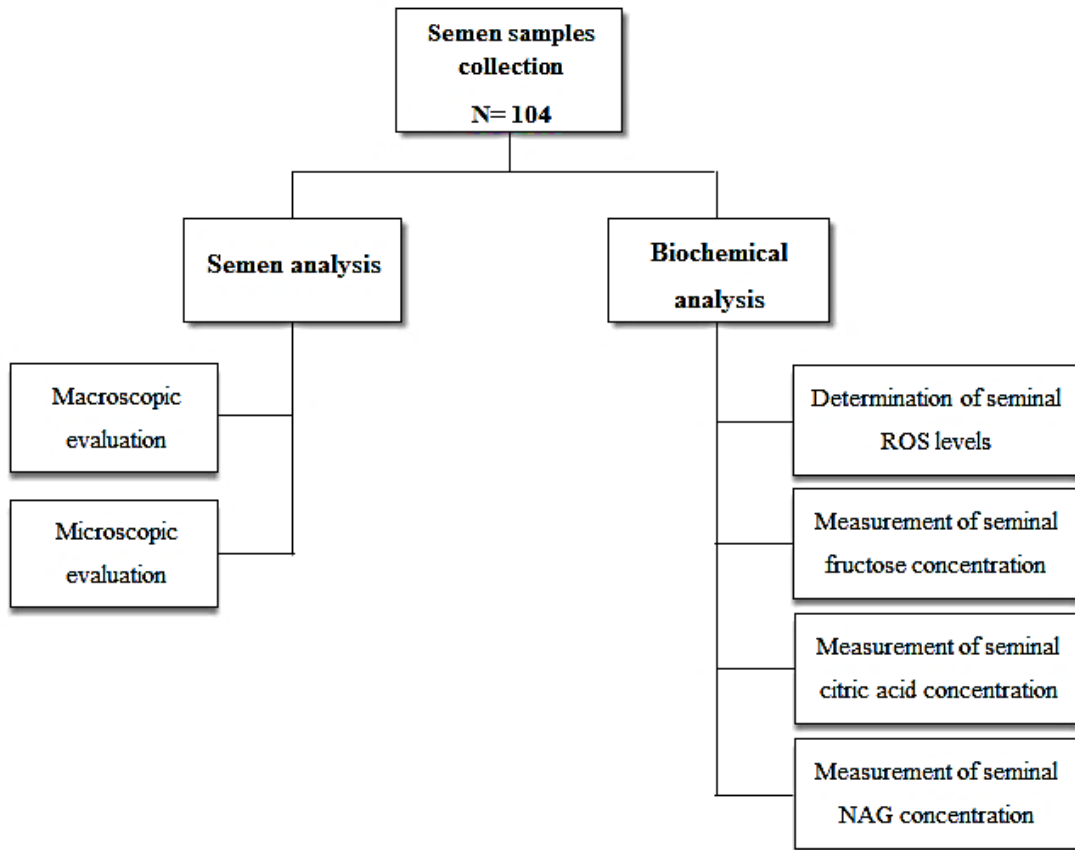 Semen samples
collection
N= 104
Semen analysis
Biochemical
analysis
Macroscopic
evaluation
Microscopic
evaluation
Determination of seminal
ROS levels
Measurement of seminal
fructose concentration
Measurement of seminal
citric acid concentration
Measurement of seminal
NAG concentration